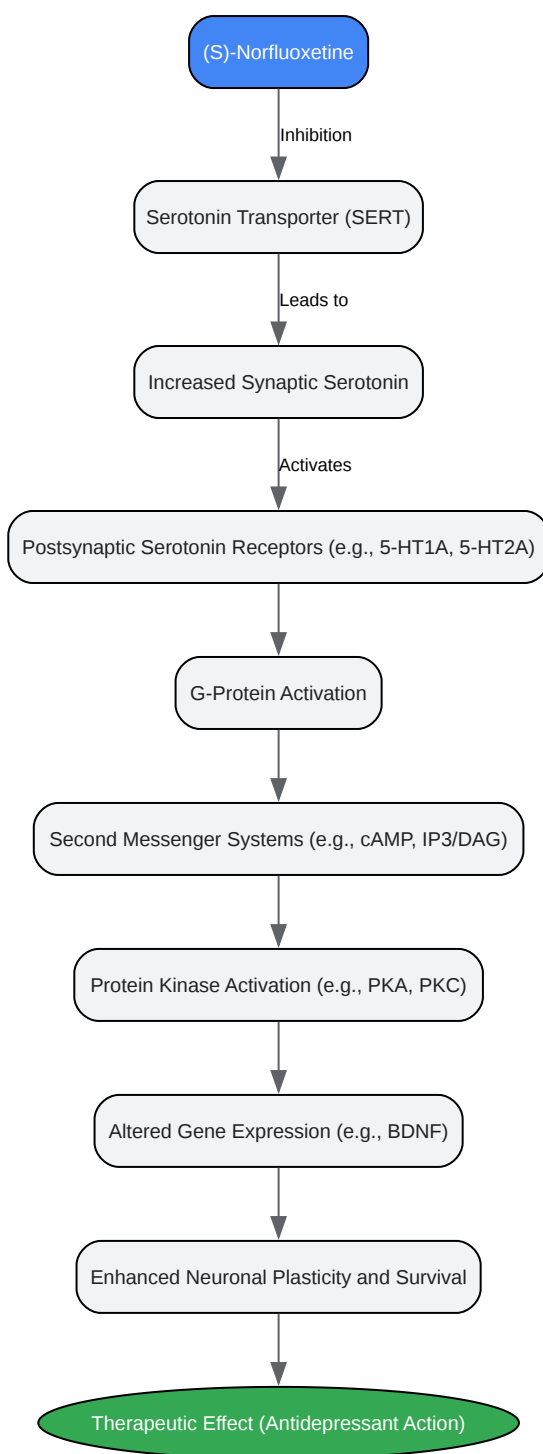 (S)-Norfluoxetine
Inhibition
Serotonin Transporter (SERT)
Leads to
Increased Synaptic Serotonin
Activates
Postsynaptic Serotonin Receptors (e.g., 5-HT1A, 5-HT2A)
G-Protein Activation
Second Messenger Systems (e.g., cAMP, IP3/DAG)
Protein Kinase Activation (e.g., PKA, PKC)
Altered Gene Expression (e.g., BDNF)
Enhanced Neuronal Plasticity and Survival
Therapeutic Effect (Antidepressant Action)